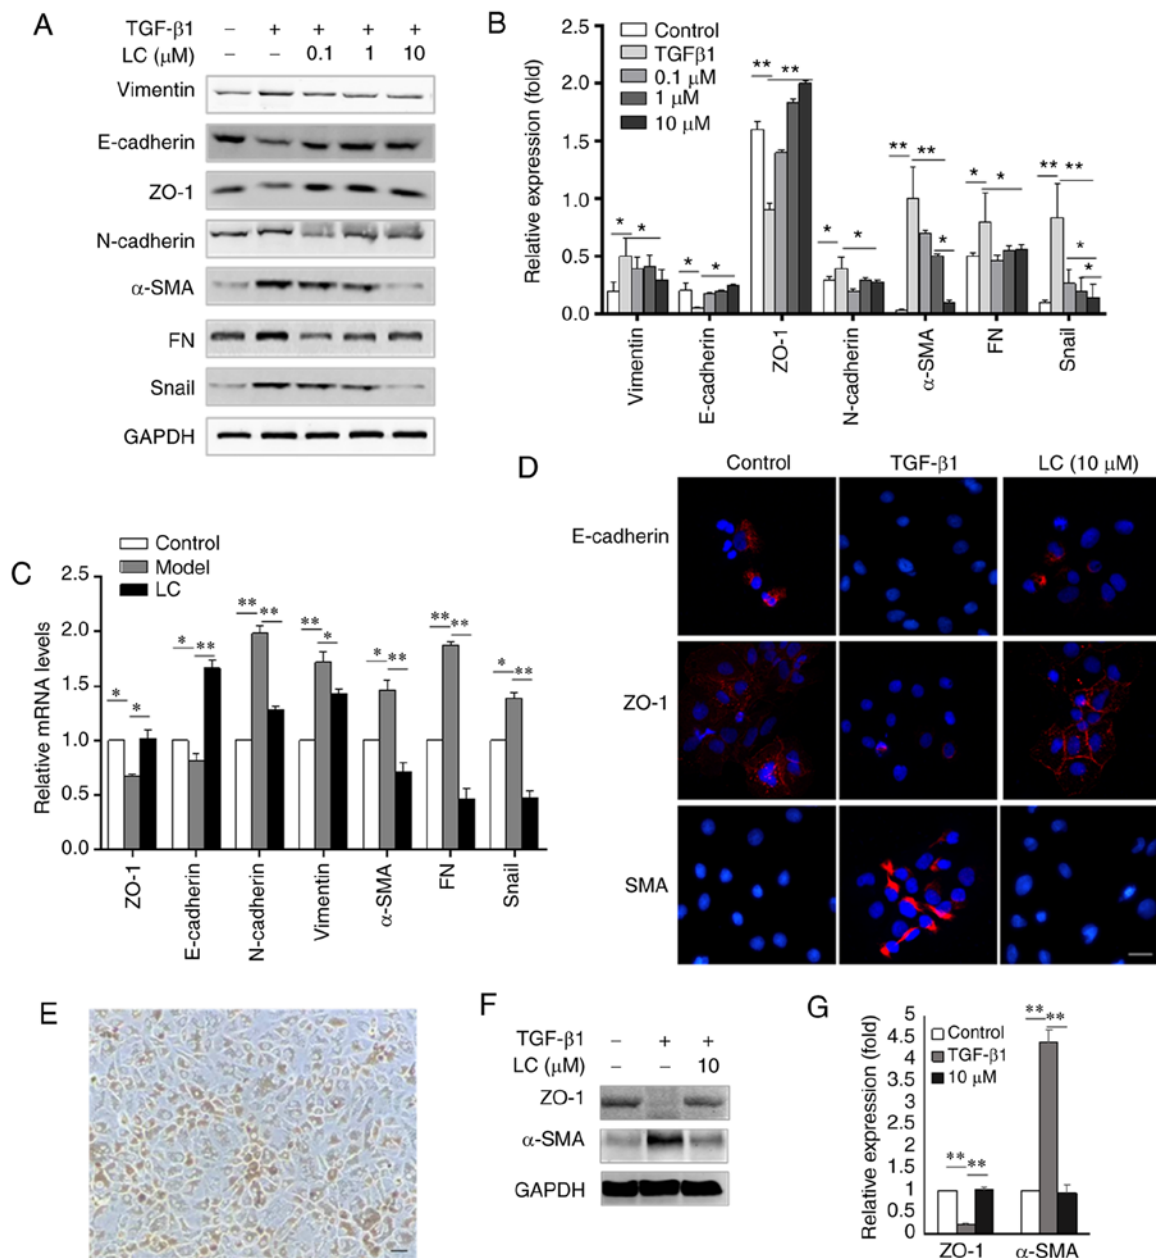 A
TGF-β1 – + + + +
LC (μM) – – 0.1 1 10
Vimentin
E-cadherin
ZO-1
N-cadherin
α-SMA
FN
Snail
GAPDH
B
Control
TGFβ1
0.1 μM
1 μM
10 μM
Relative expression (fold)
2.5
2.0
1.5
1.0
0.5
0.0
** **
** **
* *
** **
* *
* *
* *
*
*
*
Vimentin
E-cadherin
ZO-1
N-cadherin
α-SMA
FN
Snail
C
Control
Model
LC
Relative mRNA levels
2.5
2.0
1.5
1.0
0.5
0.0
* *
* **
** **
** *
* **
** **
* **
ZO-1
E-cadherin
N-cadherin
Vimentin
α-SMA
FN
Snail
D
Control TGF-β1 LC (10 μM)
E-cadherin
ZO-1
SMA
E
F
TGF-β1 – + +
LC (μM) – – 10
ZO-1
α-SMA
GAPDH
G
Control
TGF-β1
10 μM
Relative expression (fold)
5
4.5
4
3.5
3
2.5
2
1.5
1
0.5
0
** **
** **
ZO-1 α-SMA